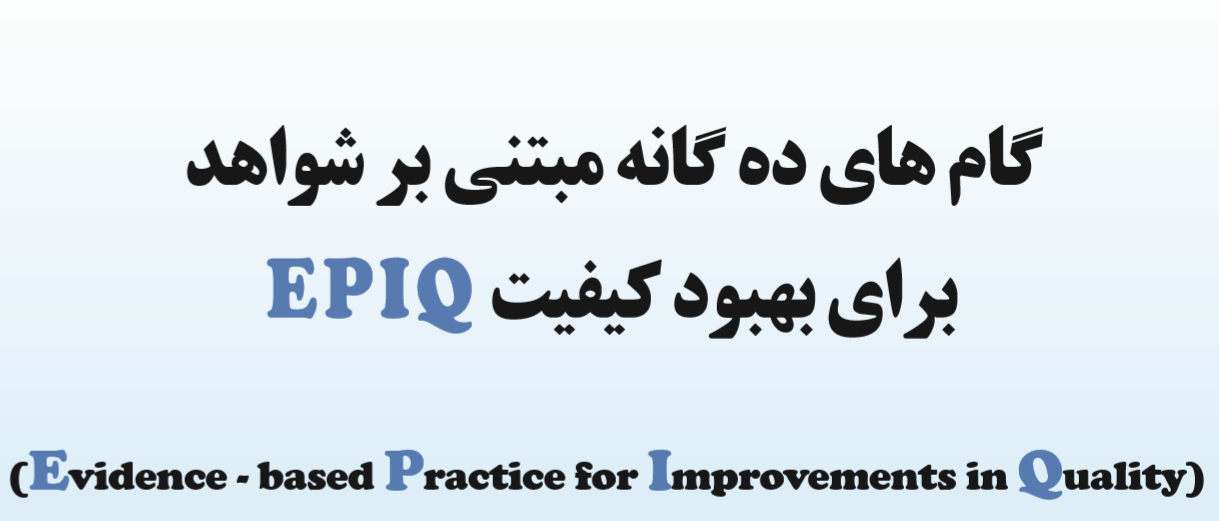 گام های ده گانه مبتنی بر شواهد
برای بهبود کیفیت EPIQ
(Evidence - based Practice for Improvements in Quality)